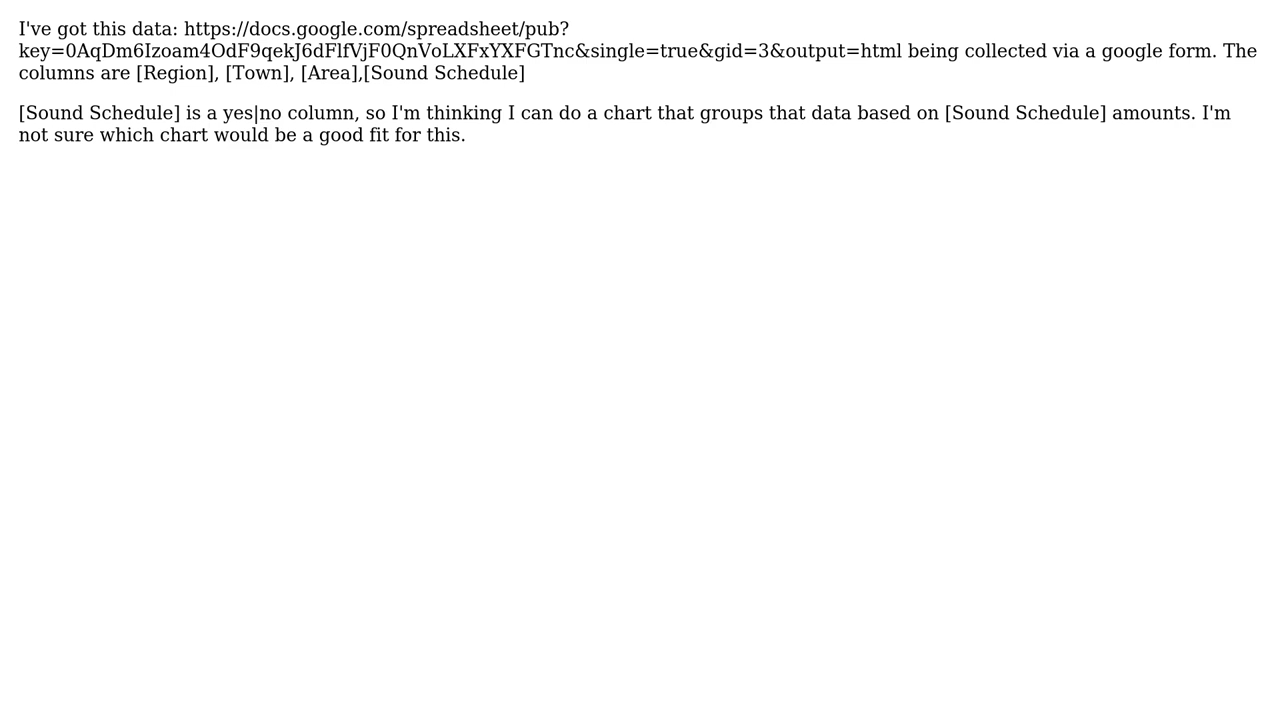 I've got this data: https://docs.google.com/spreadsheet/pub?
key=0AqDm6Izoam4OdF9qekJ6dFlfVjF0QnVoLXFxYXFGTnc&single=true&gid=3&output=html being collected via a google form. The
columns are [Region], [Town], [Area],[Sound Schedule]
[Sound Schedule] is a yes|no column, so I'm thinking I can do a chart that groups that data based on [Sound Schedule] amounts. I'm
not sure which chart would be a good fit for this.